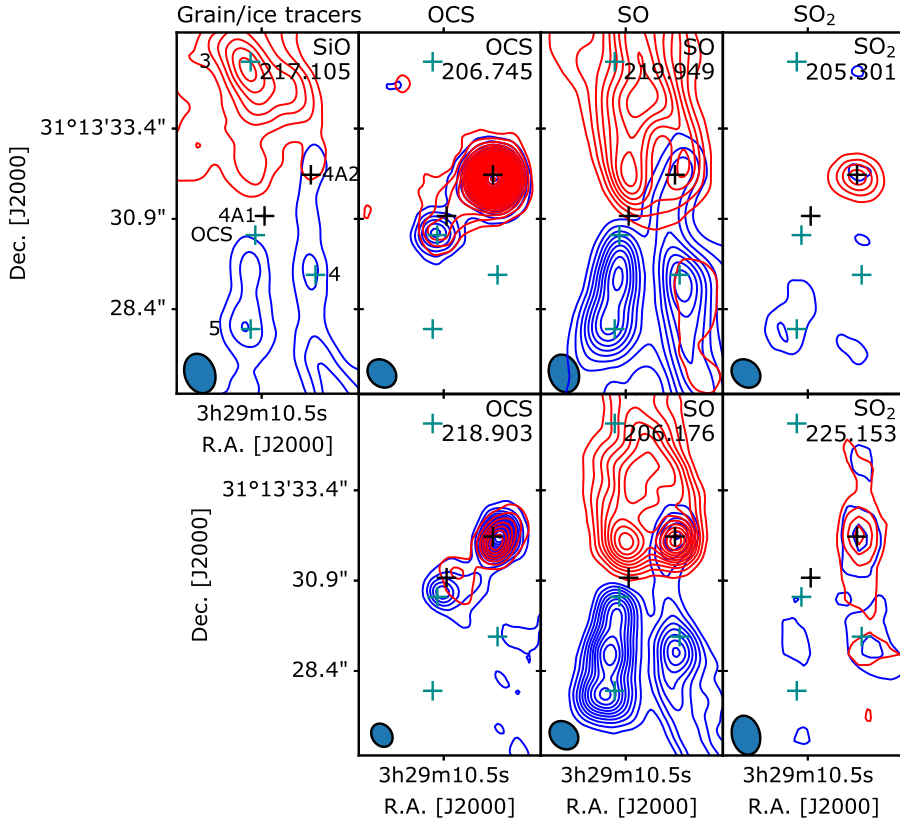 Grain/ice tracers OCS SO SO₂
SiO OCS SO SO₂
3 217.105 206.745 219.949 205.301
31°13'33.4"
4A2
4A1
30.9"
OCS
4
28.4"
5
Dec. [J2000]
3h29m10.5s
R.A. [J2000]
OCS SO SO₂
218.903 206.176 225.153
31°13'33.4"
30.9"
28.4"
Dec. [J2000]
3h29m10.5s 3h29m10.5s 3h29m10.5s
R.A. [J2000] R.A. [J2000] R.A. [J2000]